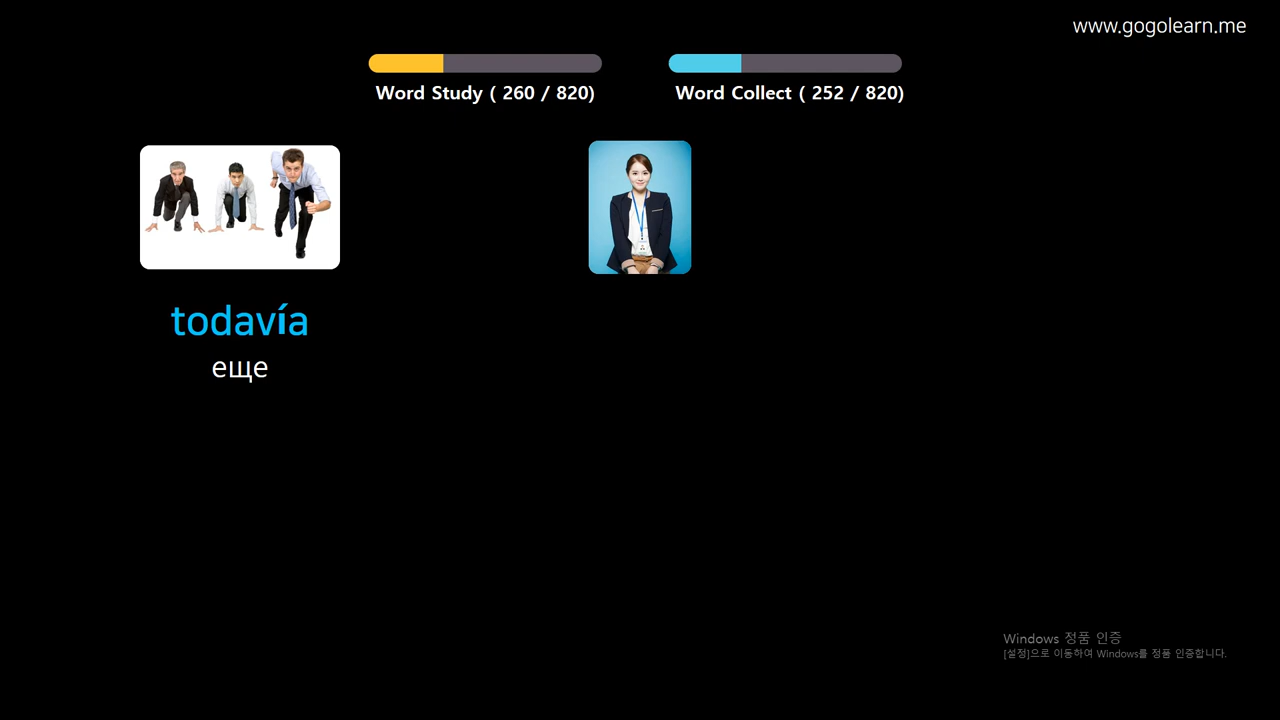 www.gogolearn.me
Word Study ( 260 / 820)
Word Collect ( 252 / 820)
todavía
еще
Windows 정품 인증
[설정]으로 이동하여 Windows를 정품 인증합니다.